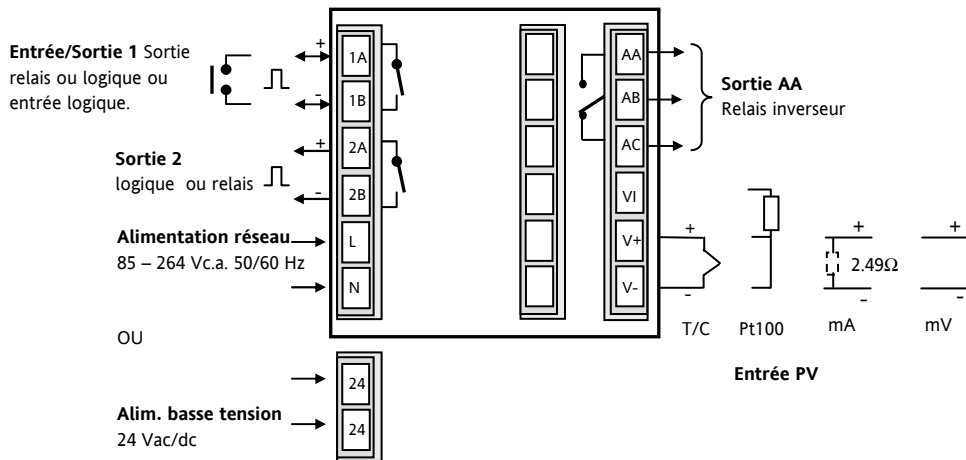 Entrée/Sortie 1 Sortie
relais ou logique ou
entrée logique.
+
-
1A
1B
Sortie 2
logique ou relais
+
-
2A
2B
Alimentation réseau
85 – 264 Vc.a. 50/60 Hz
L
N
OU
Alim. basse tension
24 Vac/dc
24
24
AA
AB
AC
VI
V+
V-
Sortie AA
Relais inverseur
+
-
T/C
Pt100
+
2.49Ω
-
mA
+
-
mV
Entrée PV